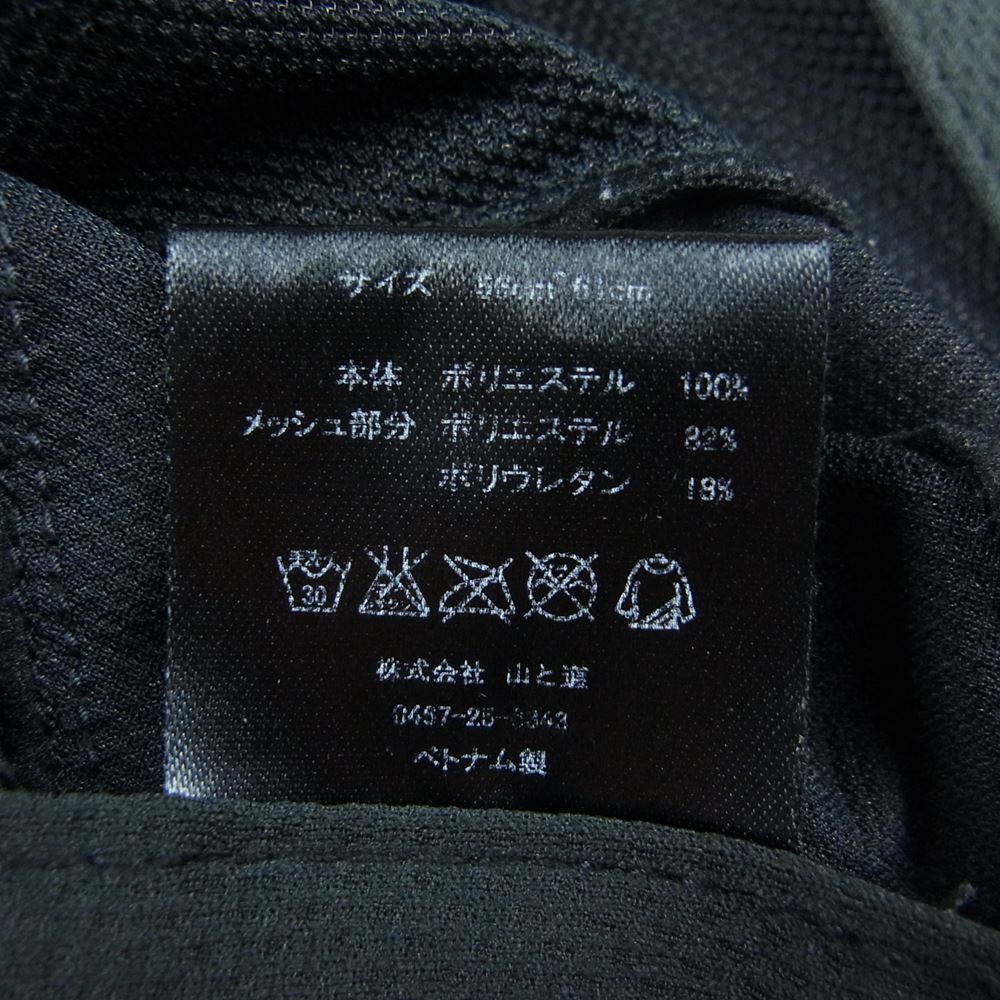 サイズ 61cm
本体 ポリエステル 100%
メッシュ部分 ポリエステル 82%
ポリウレタン 18%
30
株式会社 山と道
ベトナム製